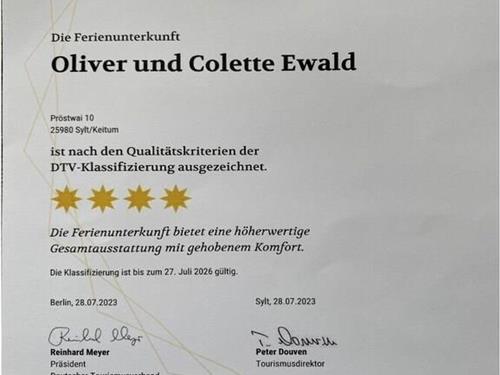 Die Ferienunterkunft
Oliver und Colette Ewald
Pröstwai 10
25980 Sylt/Keitum
ist nach den Qualitätskriterien der
DTV-Klassifizierung ausgezeichnet.
Die Ferienunterkunft bietet eine höherwertige
Gesamtausstattung mit gehobenem Komfort.
Die Klassifizierung ist bis zum 27. Juli 2026 gültig.
Berlin, 28.07.2023
Sylt, 28.07.2023
Reinhard Meyer
Präsident
Deutscher Tourismusverband
Peter Douven
Tourismusdirektor